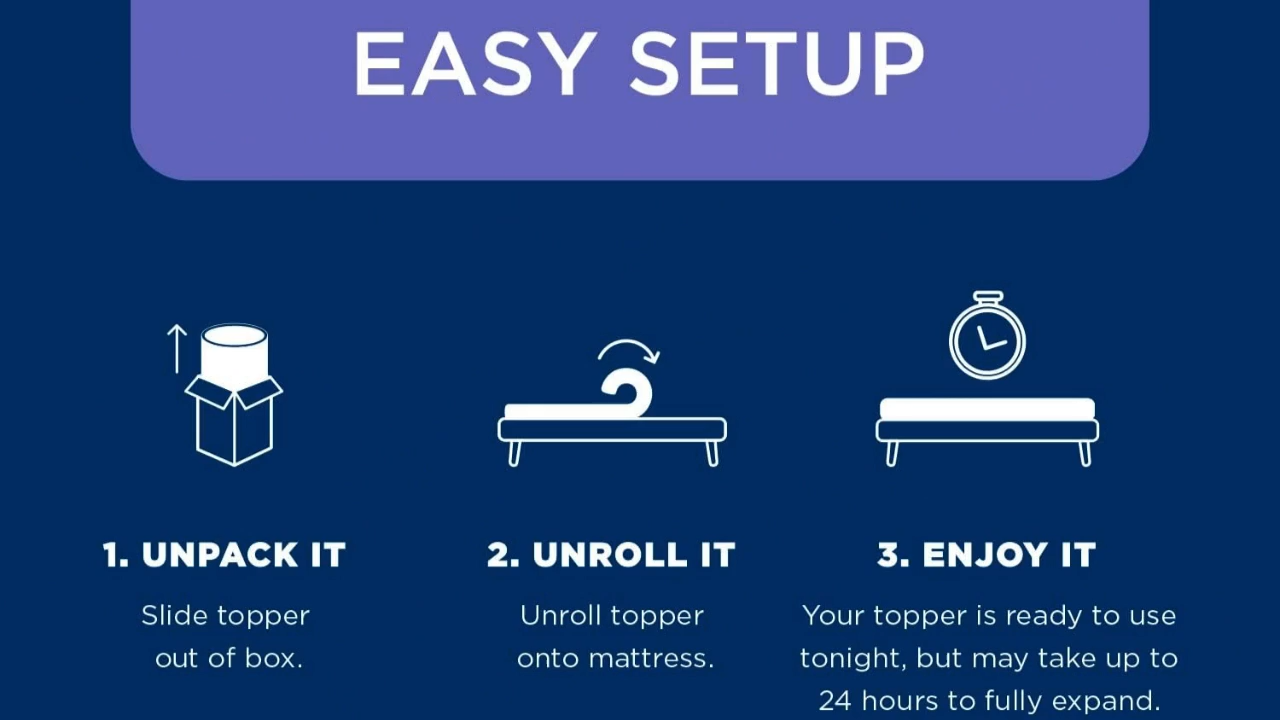 EASY SETUP
1. UNPACK IT
Slide topper
out of box.
2. UNROLL IT
Unroll topper
onto mattress.
3. ENJOY IT
Your topper is ready to use
tonight, but may take up to
24 hours to fully expand.